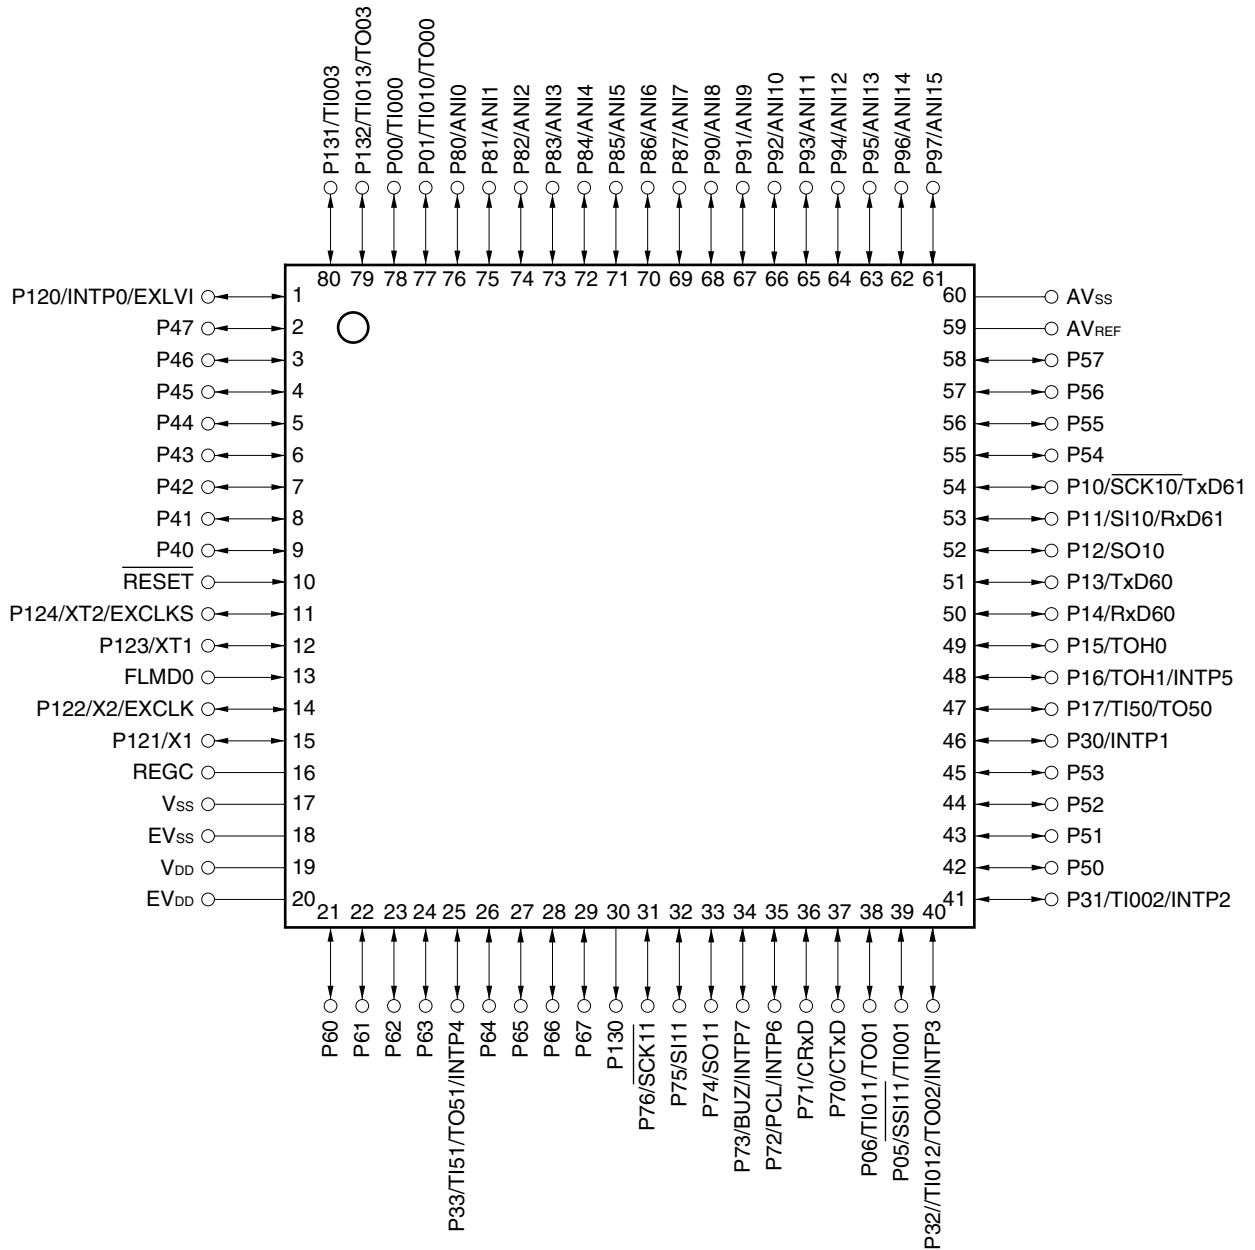 P131/TI003
P132/TI013/TO03
P00/TI000
P01/TI010/TO00
P80/ANI0
P81/ANI1
P82/ANI2
P83/ANI3
P84/ANI4
P85/ANI5
P86/ANI6
P87/ANI7
P90/ANI8
P91/ANI9
P92/ANI10
P93/ANI11
P94/ANI12
P95/ANI13
P96/ANI14
P97/ANI15
80 79 78 77 76 75 74 73 72 71 70 69 68 67 66 65 64 63 62 61
P120/INTP0/EXLVI 1
P47 2
P46 3
P45 4
P44 5
P43 6
P42 7
P41 8
P40 9
RESET 10
P124/XT2/EXCLKS 11
P123/XT1 12
FLMD0 13
P122/X2/EXCLK 14
P121/X1 15
REGC 16
VSS 17
EVSS 18
VDD 19
EVDD 20
60 AVSS
59 AVREF
58 P57
57 P56
56 P55
55 P54
54 P10/SCK10/TxD61
53 P11/SI10/RxD61
52 P12/SO10
51 P13/TxD60
50 P14/RxD60
49 P15/TOH0
48 P16/TOH1/INTP5
47 P17/TI50/TO50
46 P30/INTP1
45 P53
44 P52
43 P51
42 P50
41 P31/TI002/INTP2
21 22 23 24 25 26 27 28 29 30 31 32 33 34 35 36 37 38 39 40
P60
P61
P62
P63
P33/TI51/TO51/INTP4
P64
P65
P66
P67
P130
P76/SCK11
P75/SI11
P74/SO11
P73/BUZ/INTP7
P72/PCL/INTP6
P71/CRxD
P70/CTxD
P06/TI011/TO01
P05/SSI11/TI001
P32//TI012/TO02/INTP3